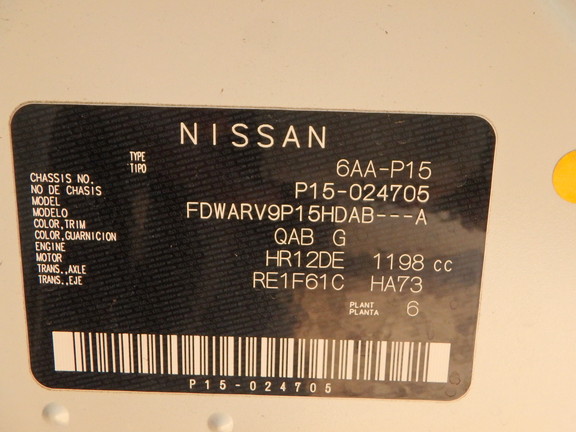 NISSAN
TYPE
TIPO 6AA-P15
CHASSIS NO. P15-024705
NO DE CHASIS
MODEL FDWARV9P15HDAB---A
MODELO
COLOR,TRIM QAB G
COLOR,GUARNICION
ENGINE HR12DE 1198 cc
MOTOR
TRANS.,AXLE RE1F61C HA73
TRANS.,EJE
PLANT
PLANTA 6
P15-024705